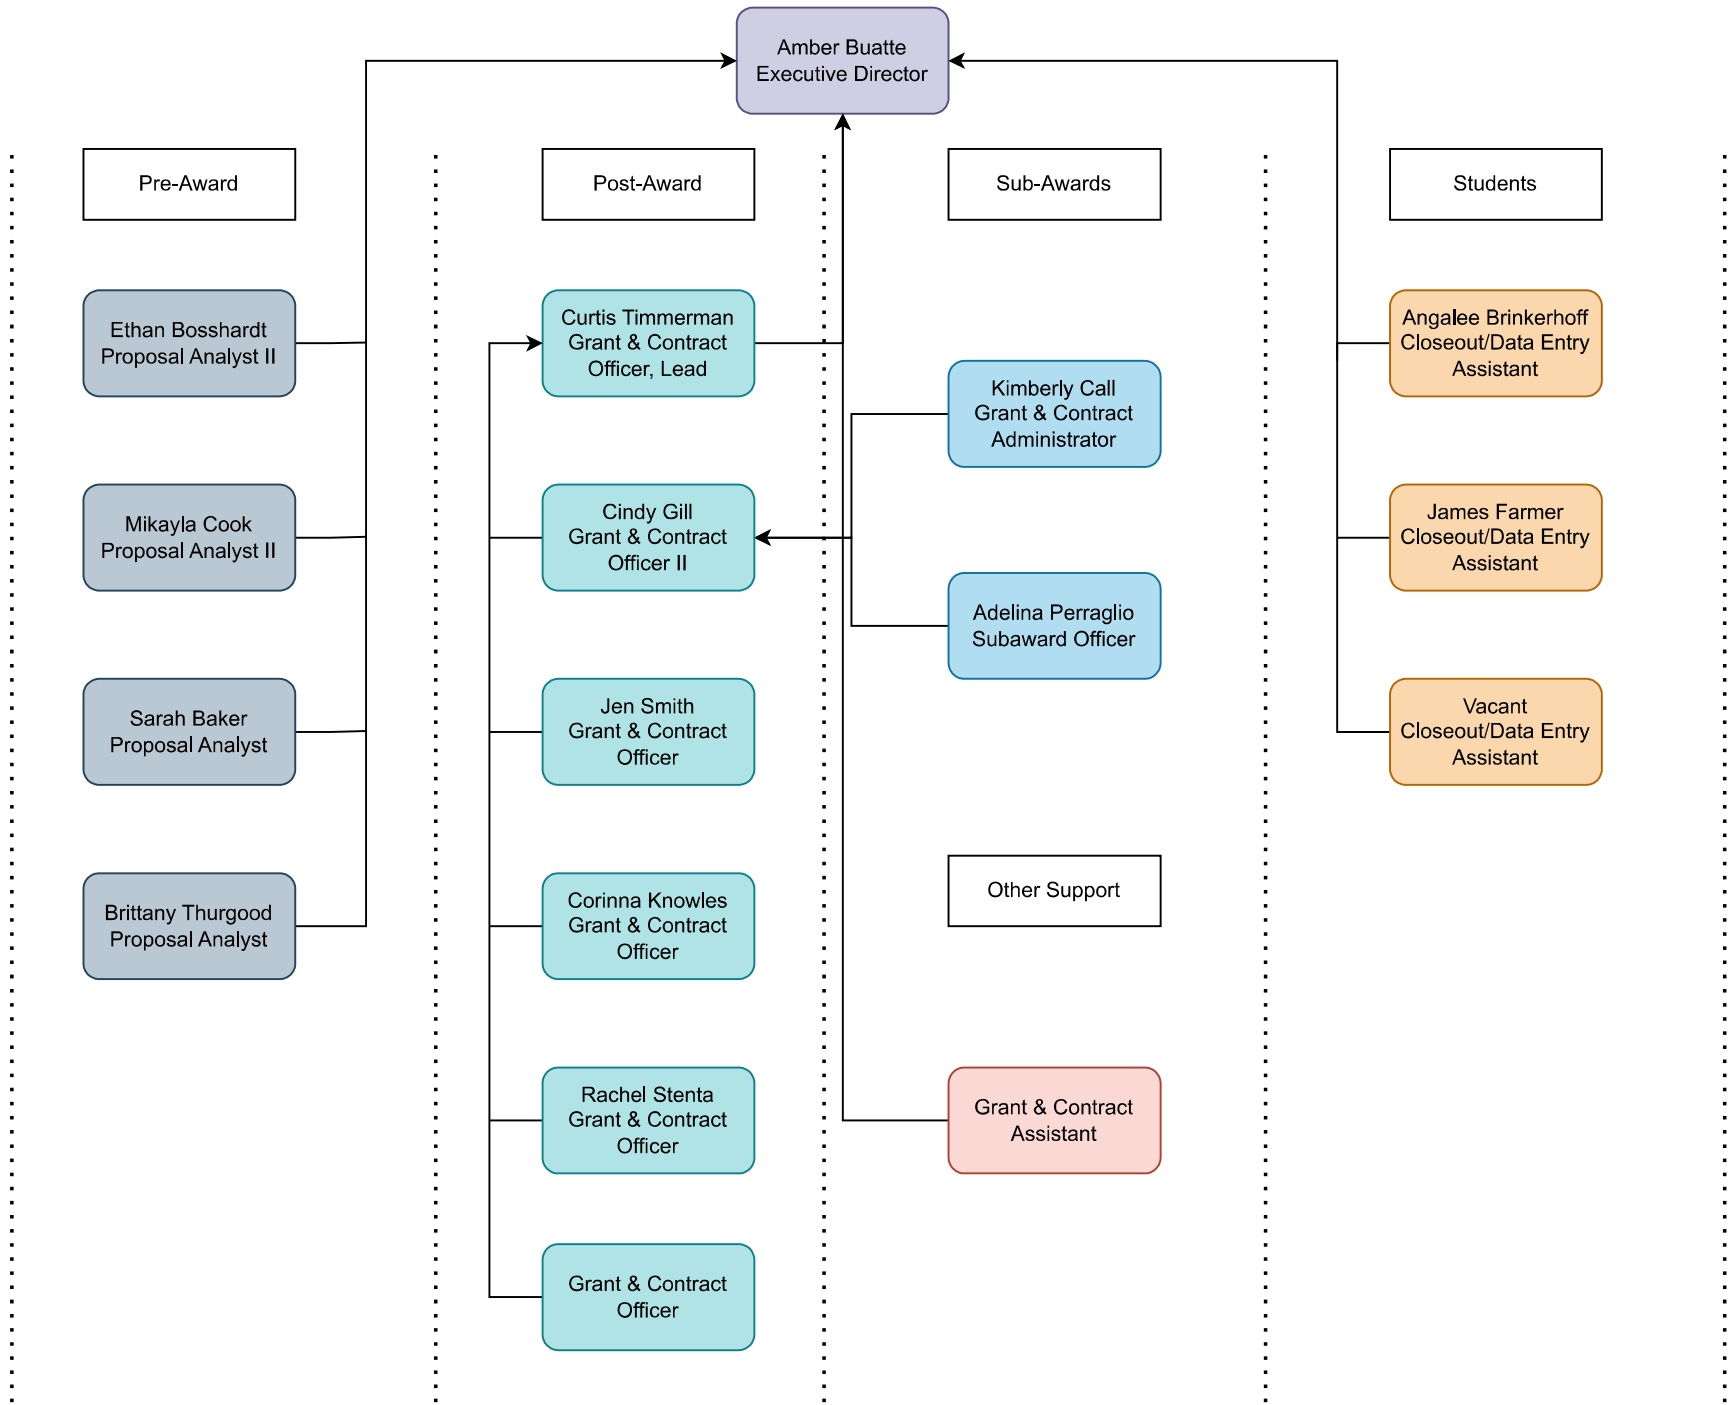 Amber Buatte
Executive Director
Pre-Award
Post-Award
Sub-Awards
Students
Ethan Bosshardt
Proposal Analyst II
Mikayla Cook
Proposal Analyst II
Sarah Baker
Proposal Analyst
Brittany Thurgood
Proposal Analyst
Curtis Timmerman
Grant & Contract
Officer, Lead
Cindy Gill
Grant & Contract
Officer II
Jen Smith
Grant & Contract
Officer
Corinna Knowles
Grant & Contract
Officer
Rachel Stenta
Grant & Contract
Officer
Grant & Contract
Officer
Kimberly Call
Grant & Contract
Administrator
Adelina Perraglio
Subaward Officer
Other Support
Grant & Contract
Assistant
Angalee Brinkerhoff
Closeout/Data Entry
Assistant
James Farmer
Closeout/Data Entry
Assistant
Vacant
Closeout/Data Entry
Assistant